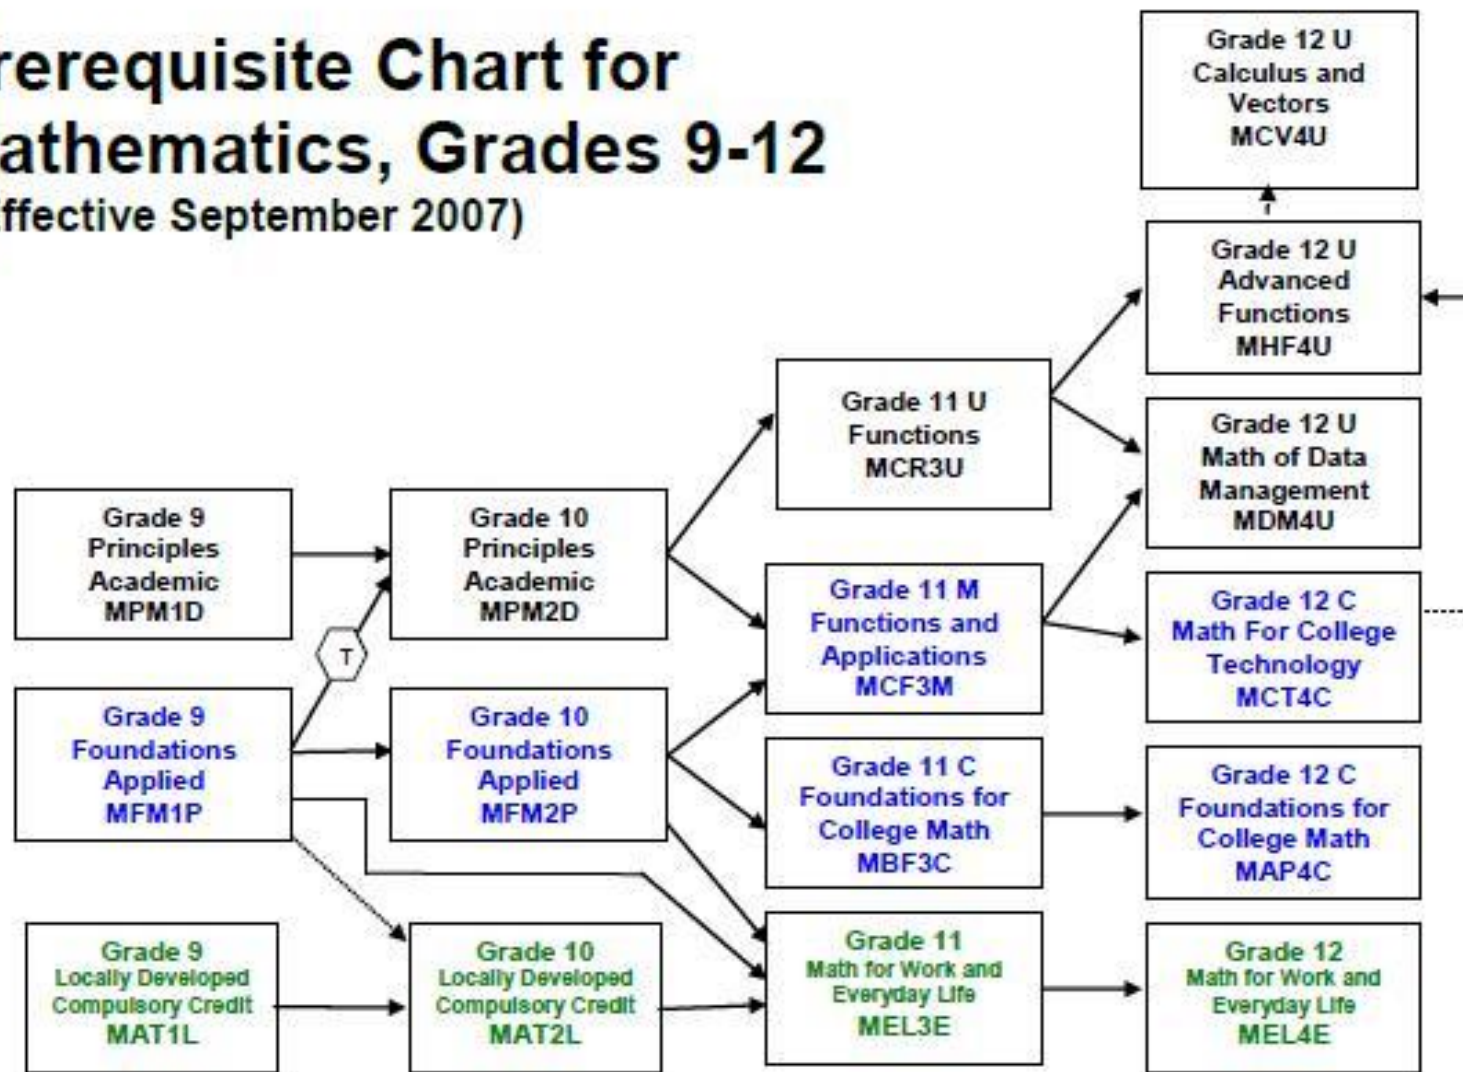 rerequisite Chart for
athematics, Grades 9-12
ffective September 2007)
Grade 12 U
Calculus and
Vectors
MCV4U
Grade 12 U
Advanced
Functions
MHF4U
Grade 11 U
Functions
MCR3U
Grade 12 U
Math of Data
Management
MDM4U
Grade 9
Principles
Academic
MPM1D
Grade 10
Principles
Academic
MPM2D
Grade 11 M
Functions and
Applications
MCF3M
Grade 12 C
Math For College
Technology
MCT4C
T
Grade 9
Foundations
Applied
MFM1P
Grade 10
Foundations
Applied
MFM2P
Grade 11 C
Foundations for
College Math
MBF3C
Grade 12 C
Foundations for
College Math
MAP4C
Grade 9
Locally Developed
Compulsory Credit
MAT1L
Grade 10
Locally Developed
Compulsory Credit
MAT2L
Grade 11
Math for Work and
Everyday Life
MEL3E
Grade 12
Math for Work and
Everyday Life
MEL4E